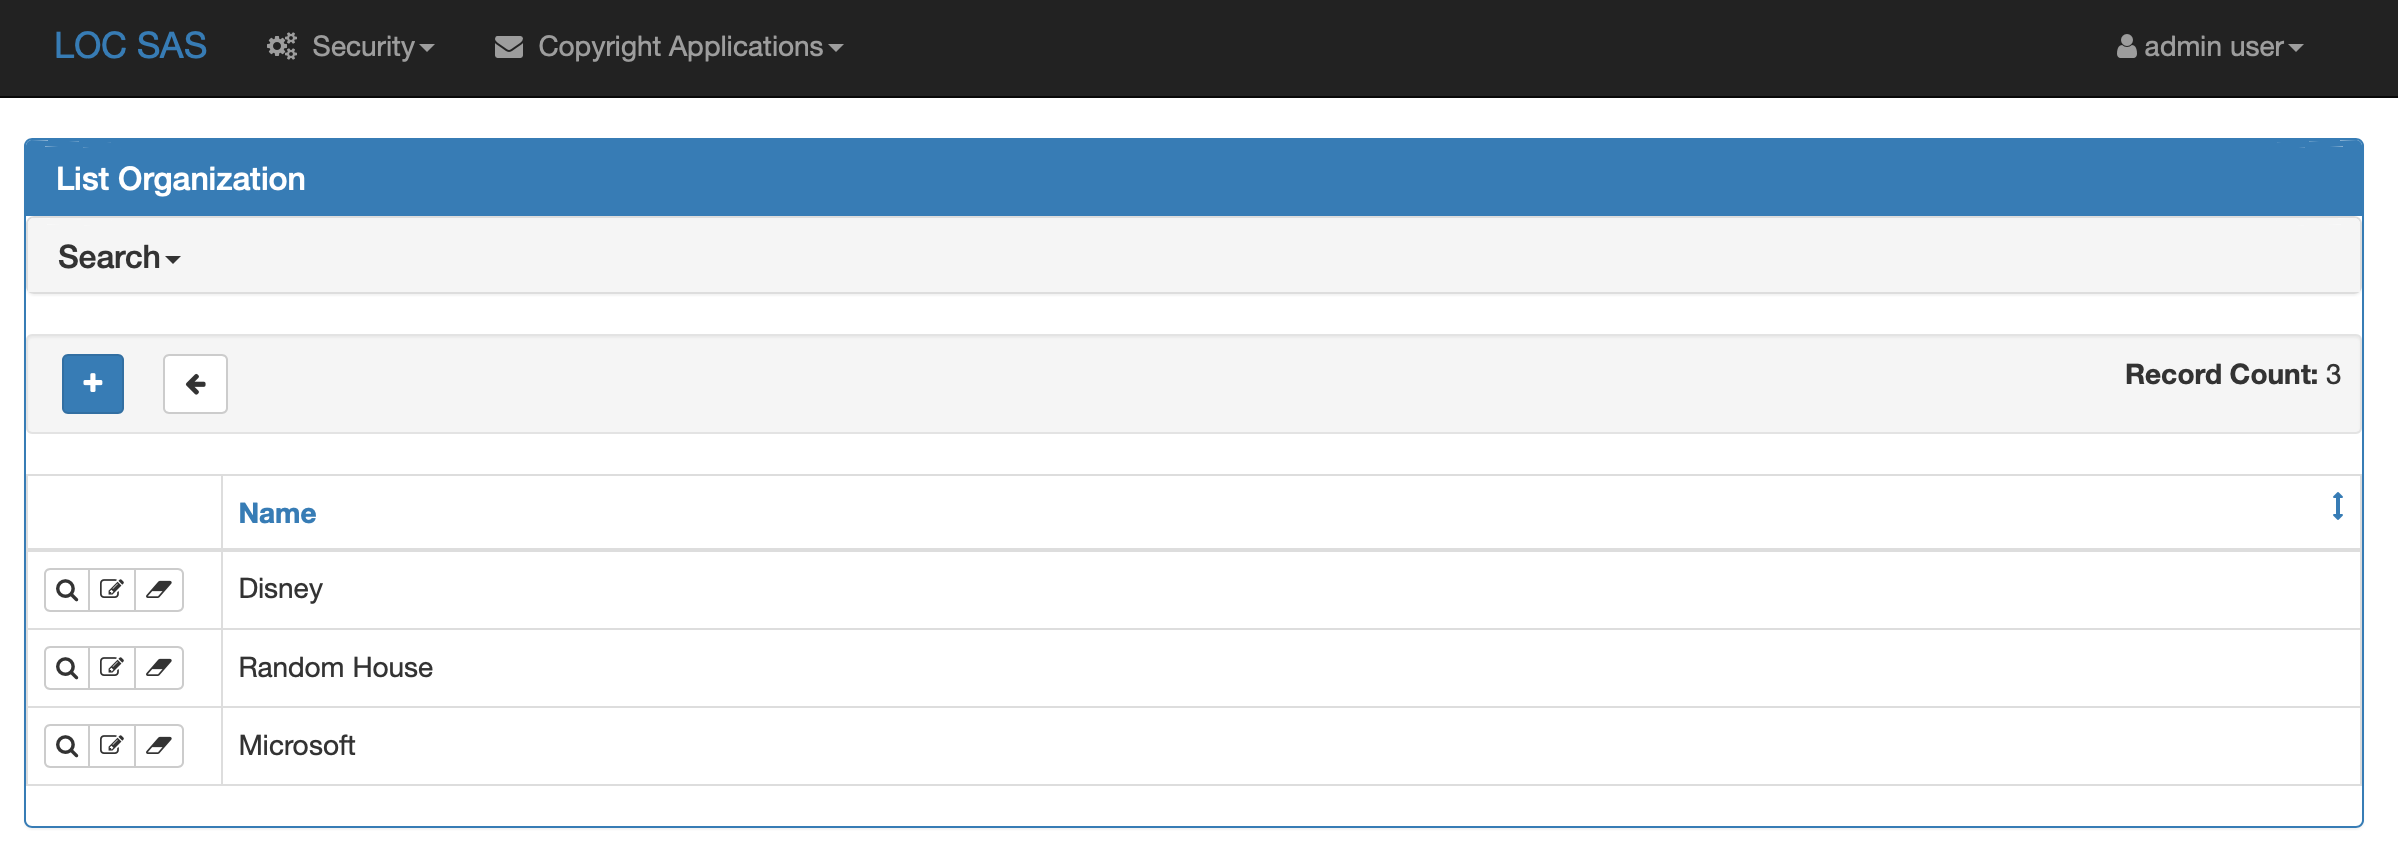 LOC SAS Security Copyright Applications admin user
List Organization
Search
Record Count: 3
Name
Disney
Random House
Microsoft